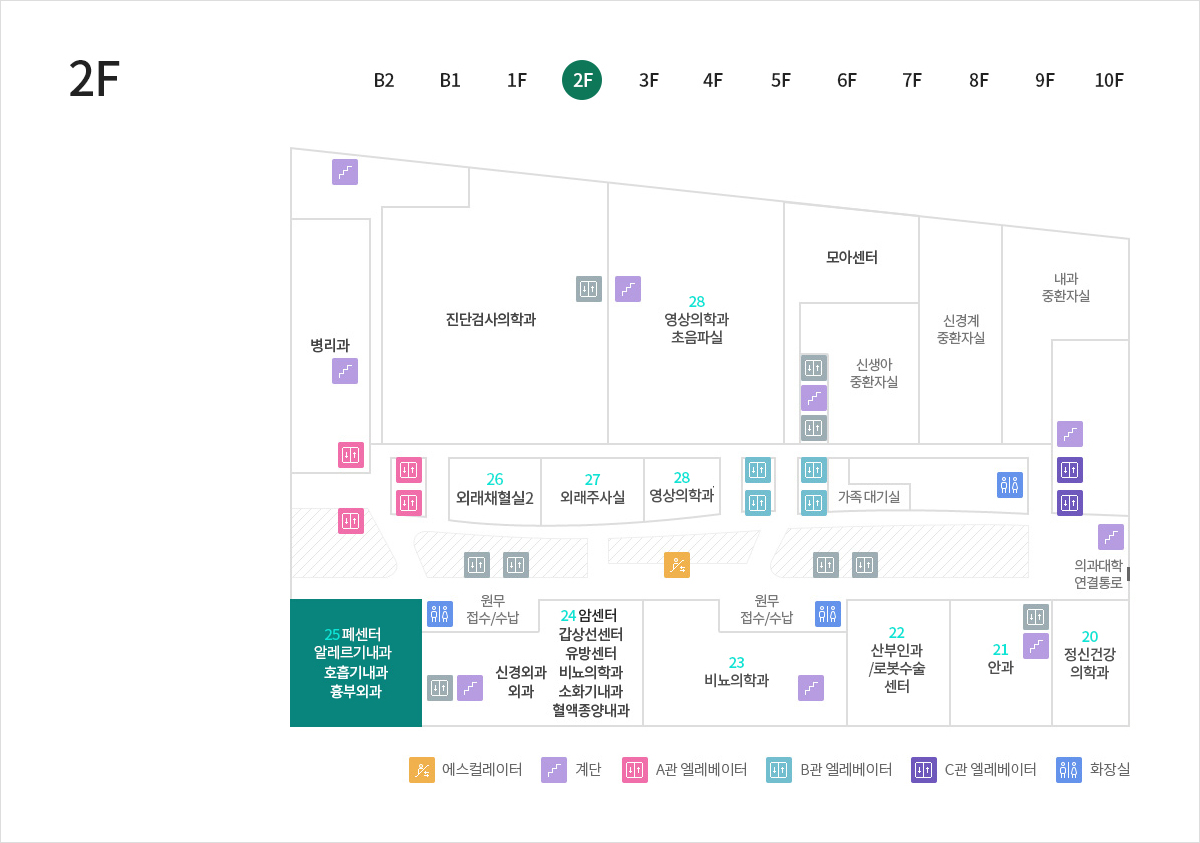 2F
B2 B1 1F 2F 3F 4F 5F 6F 7F 8F 9F 10F
병리과
진단검사의학과
28
영상의학과
초음파실
모아센터
신생아
중환자실
신경계
중환자실
내과
중환자실
26
외래채혈실2
27
외래주사실
28
영상의학과
가족 대기실
의과대학
연결통로
원무
접수/수납
원무
접수/수납
25 폐센터
알레르기내과
호흡기내과
흉부외과
신경외과
외과
24 암센터
갑상선센터
유방센터
비뇨의학과
소화기내과
혈액종양내과
23
비뇨의학과
22
산부인과
/로봇수술
센터
21
안과
20
정신건강
의학과
에스컬레이터 계단 A관 엘레베이터 B관 엘레베이터 C관 엘레베이터 화장실